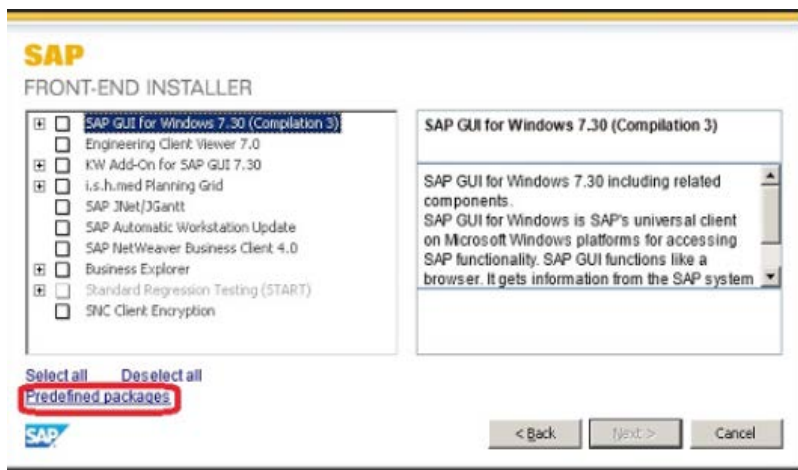 SAP
FRONT-END INSTALLER
SAP GUI for Windows 7.30 (Compilation 3)
Engineering Client Viewer 7.0
KW Add-On for SAP GUI 7.30
i.s.h.med Planning Grid
SAP JNet/JGantt
SAP Automatic Workstation Update
SAP NetWeaver Business Client 4.0
Business Explorer
Standard Regression Testing (START)
SNC Client Encryption
SAP GUI for Windows 7.30 (Compilation 3)
SAP GUI for Windows 7.30 including related
components.
SAP GUI for Windows is SAP's universal client
on Microsoft Windows platforms for accessing
SAP functionality. SAP GUI functions like a
browser. It gets information from the SAP system
Select all Deselect all
Predefined packages
SAP
< Back Next > Cancel